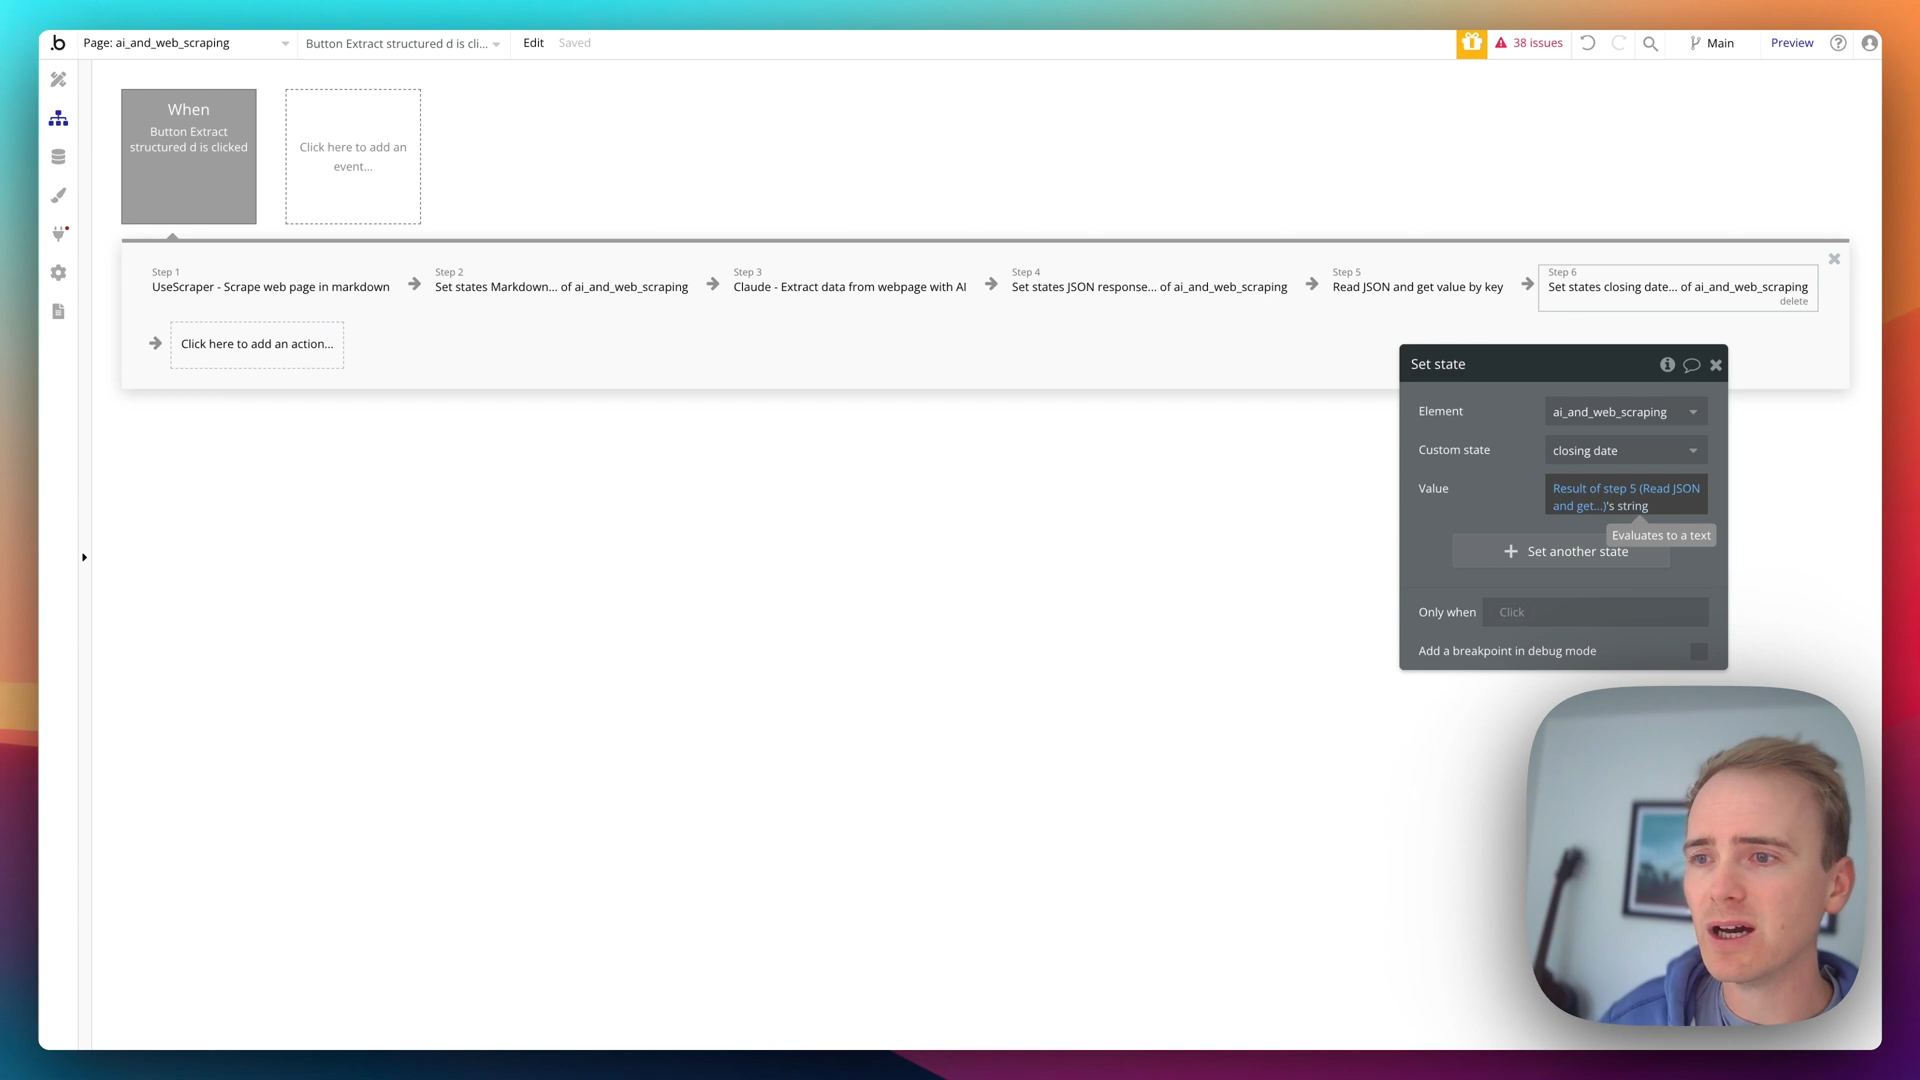 .b
Page: ai_and_web_scraping
Button Extract structured d is cli...
Edit
Saved
38 issues
Main
Preview
When
Button Extract
structured d is clicked
Click here to add an
event...
Step 1
UseScraper - Scrape web page in markdown
Step 2
Set states Markdown... of ai_and_web_scraping
Step 3
Claude - Extract data from webpage with AI
Step 4
Set states JSON response... of ai_and_web_scraping
Step 5
Read JSON and get value by key
Step 6
Set states closing date... of ai_and_web_scraping
delete
Click here to add an action...
Set state
Element
ai_and_web_scraping
Custom state
closing date
Value
Result of step 5 (Read JSON
and get...)'s string
Evaluates to a text
Set another state
Only when
Click
Add a breakpoint in debug mode